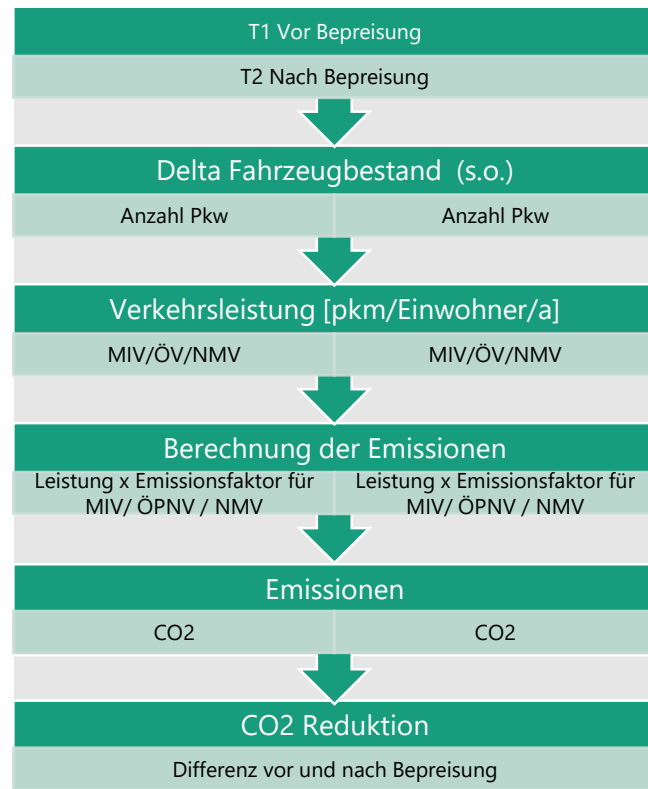 T1 Vor Bepreisung
T2 Nach Bepreisung
Delta Fahrzeugbestand (s.o.)
Anzahl Pkw
Anzahl Pkw
Verkehrsleistung [pkm/Einwohner/a]
MIV/ÖV/NMV
MIV/ÖV/NMV
Berechnung der Emissionen
Leistung x Emissionsfaktor für
MIV/ ÖPNV / NMV
Leistung x Emissionsfaktor für
MIV/ ÖPNV / NMV
Emissionen
CO2
CO2
CO2 Reduktion
Differenz vor und nach Bepreisung